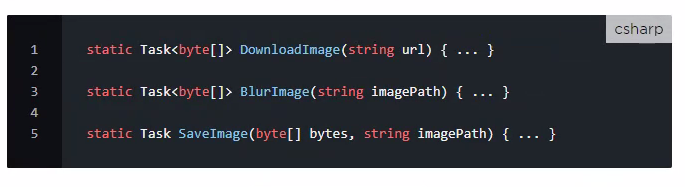 csharp
1 static Task<byte[]> DownloadImage(string url) { ... }
2
3 static Task<byte[]> BlurImage(string imagePath) { ... }
4
5 static Task SaveImage(byte[] bytes, string imagePath) { ... }